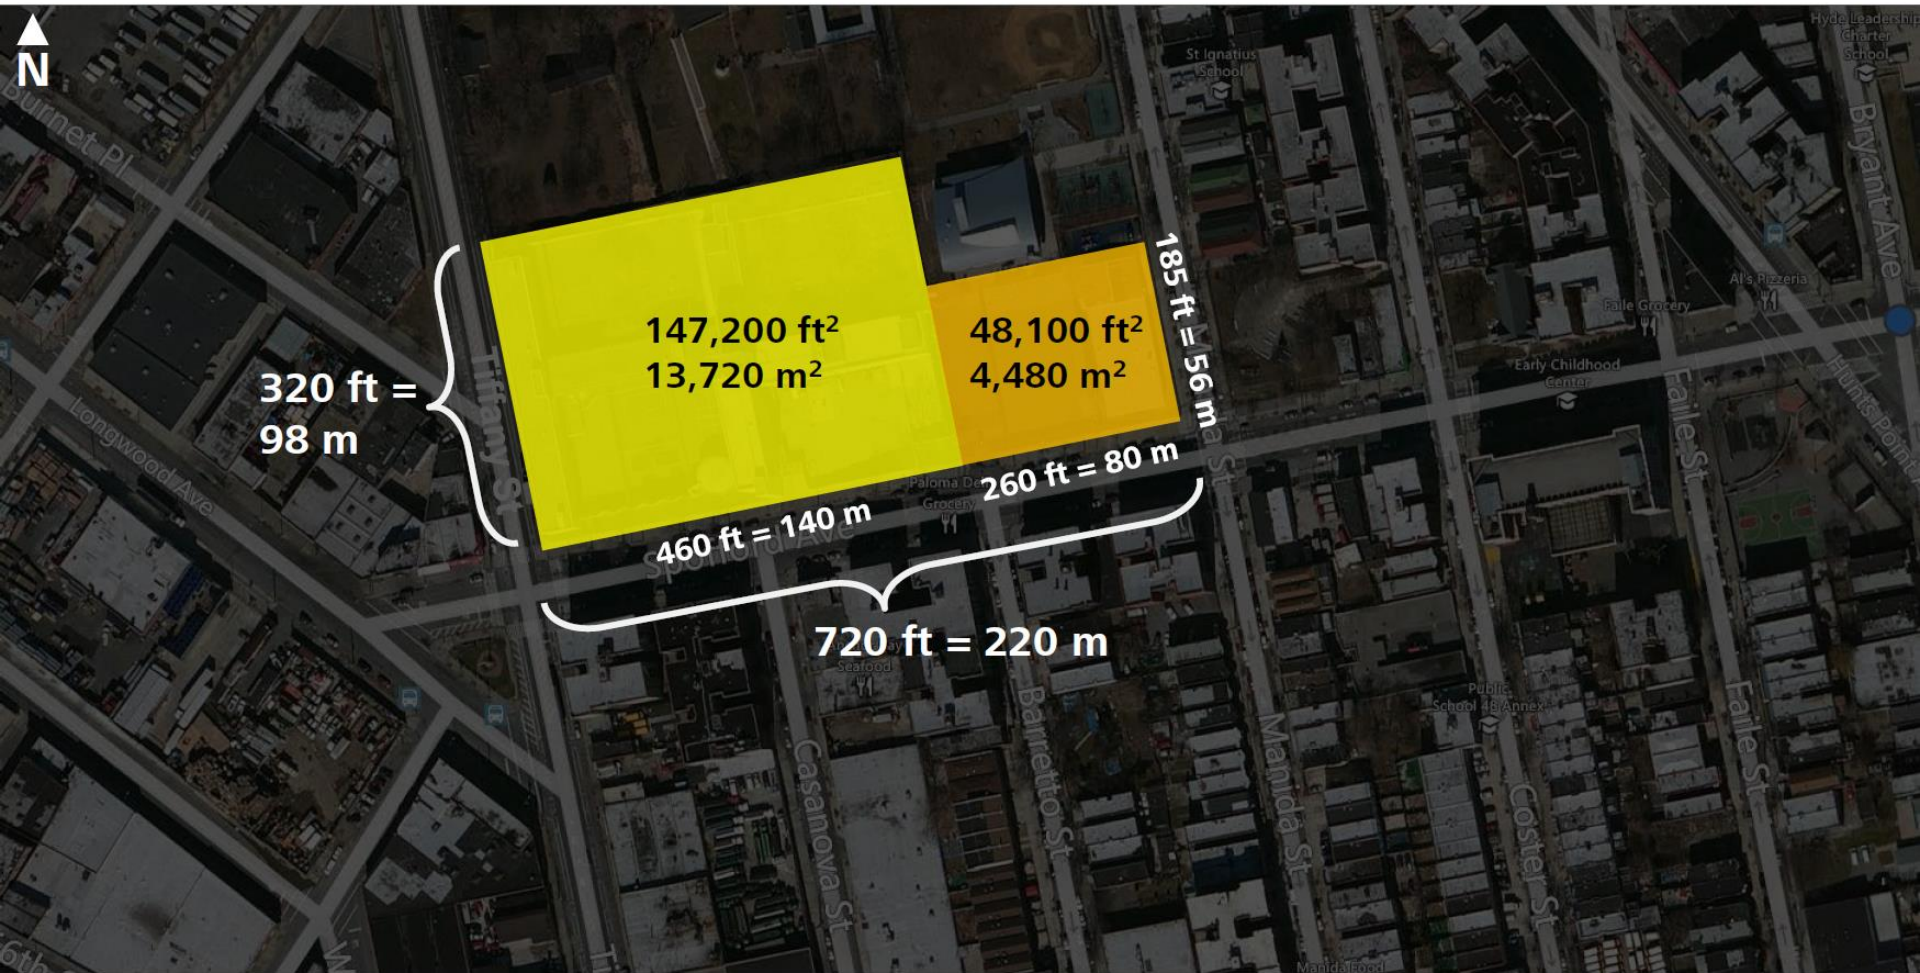 N
Burnet Pl
Hyde Leadership
Charter
School
St Ignatius
School
Bryant Ave
185 ft = 56 m
Al's Pizzeria
Faile Grocery
147,200 ft²
13,720 m²
48,100 ft²
4,480 m²
320 ft =
98 m
Tiffany St
Early Childhood
Center
Hunts Point
Longwood Ave
Faile St
260 ft = 80 m
Paloma De
Grocery
460 ft = 140 m
Spofford Ave
720 ft = 220 m
Seafood
Public
School 48 Annex
Barretto St
Manida St
Casanova St
Coster St
Faile St
6th
Manida Food